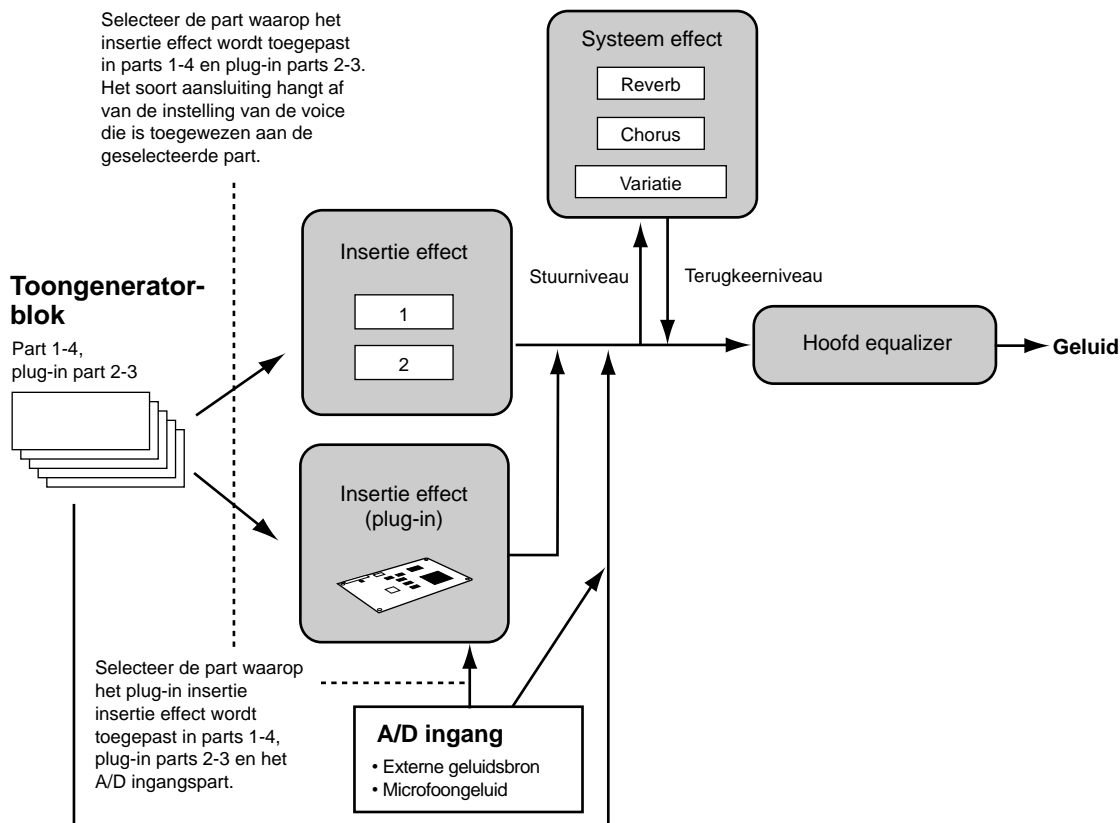 Selecteer de part waarop het
insertie effect wordt toegepast
in parts 1-4 en plug-in parts 2-3.
Het soort aansluiting hangt af
van de instelling van de voice
die is toegewezen aan de
geselecteerde part.
Systeem effect
Reverb
Chorus
Variatie
Insertie effect
1
2
Stuurniveau
Terugkeerniveau
Toongenerator-
blok
Part 1-4,
plug-in part 2-3
Hoofd equalizer
Geluid
Insertie effect
(plug-in)
Selecteer de part waarop
het plug-in insertie
insertie effect wordt
toegepast in parts 1-4,
plug-in parts 2-3 en het
A/D ingangspart.
A/D ingang
• Externe geluidsbron
• Microfoongeluid